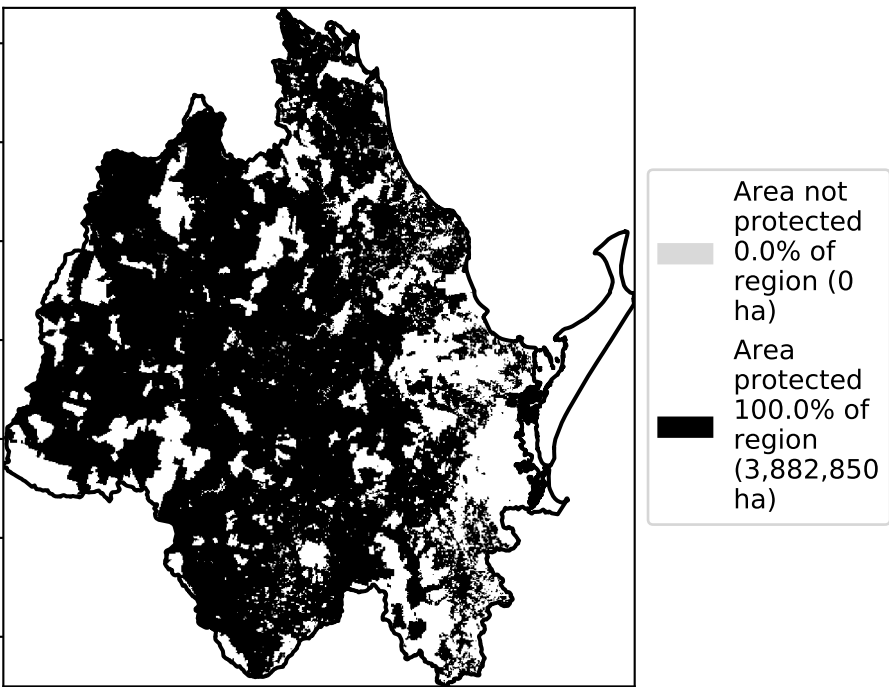 Area not
protected
0.0% of
region (0
ha)
Area
protected
100.0% of
region
(3,882,850
ha)